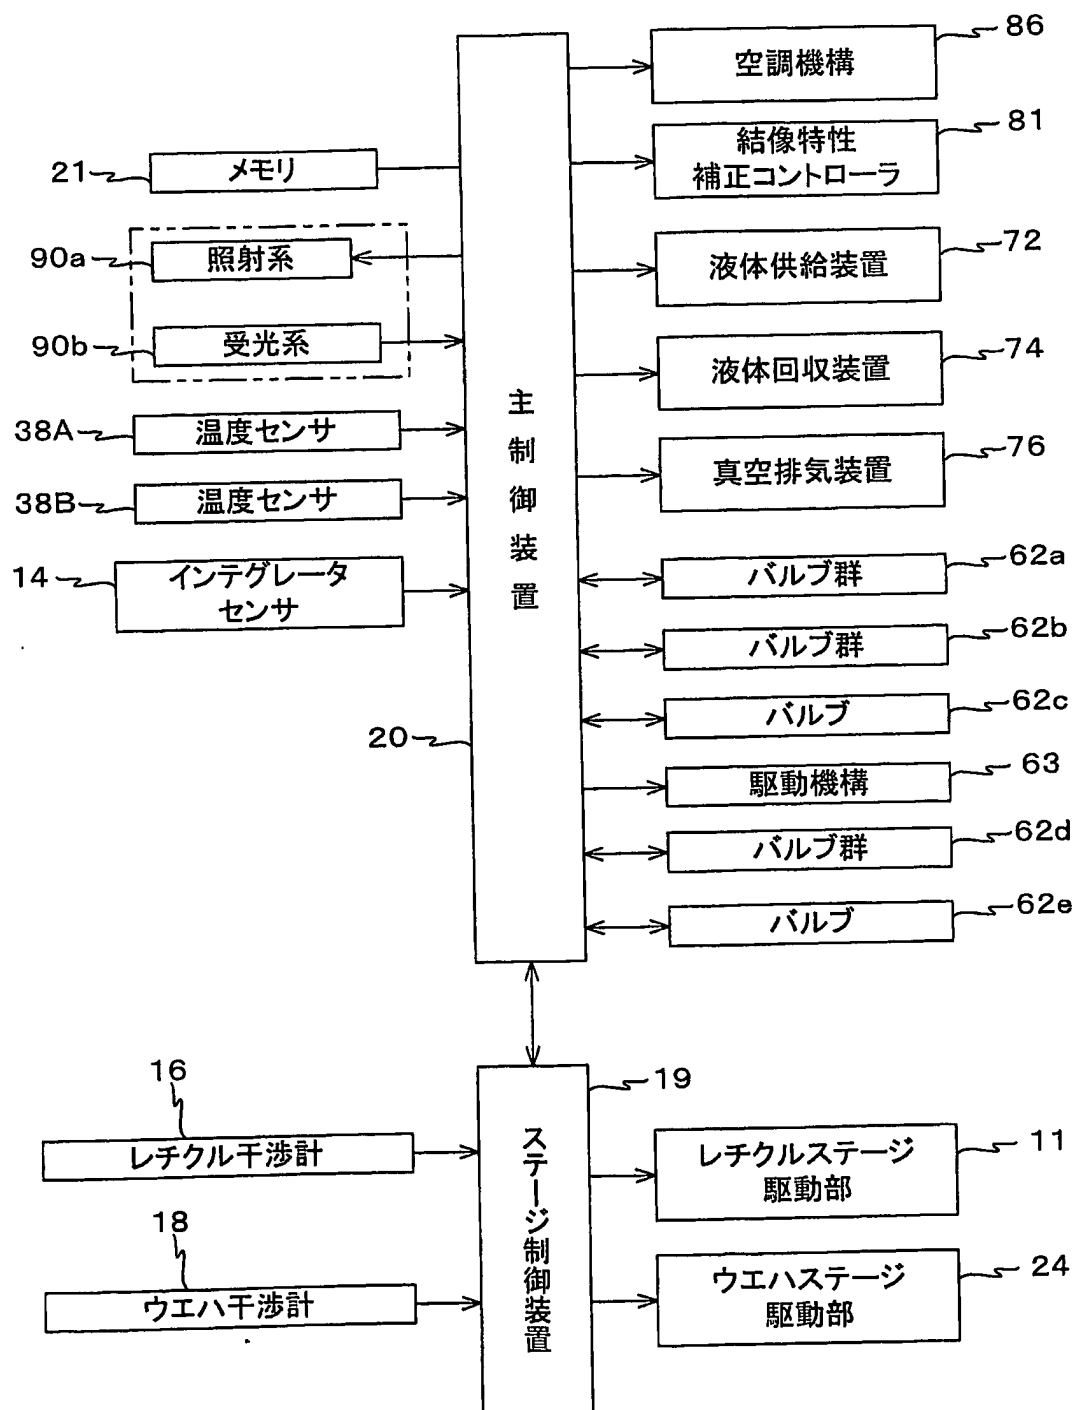 86
空調機構
81
結像特性
補正コントローラ
21
メモリ
90a
照射系
72
液体供給装置
90b
受光系
74
液体回収装置
38A
温度センサ
76
真空排気装置
38B
温度センサ
14
インテグレータ
センサ
主制御装置
20
62a
バルブ群
62b
バルブ群
62c
バルブ
63
駆動機構
62d
バルブ群
62e
バルブ
16
レチクル干渉計
18
ウエハ干渉計
19
ステージ制御装置
11
レチクルステージ
駆動部
24
ウエハステージ
駆動部